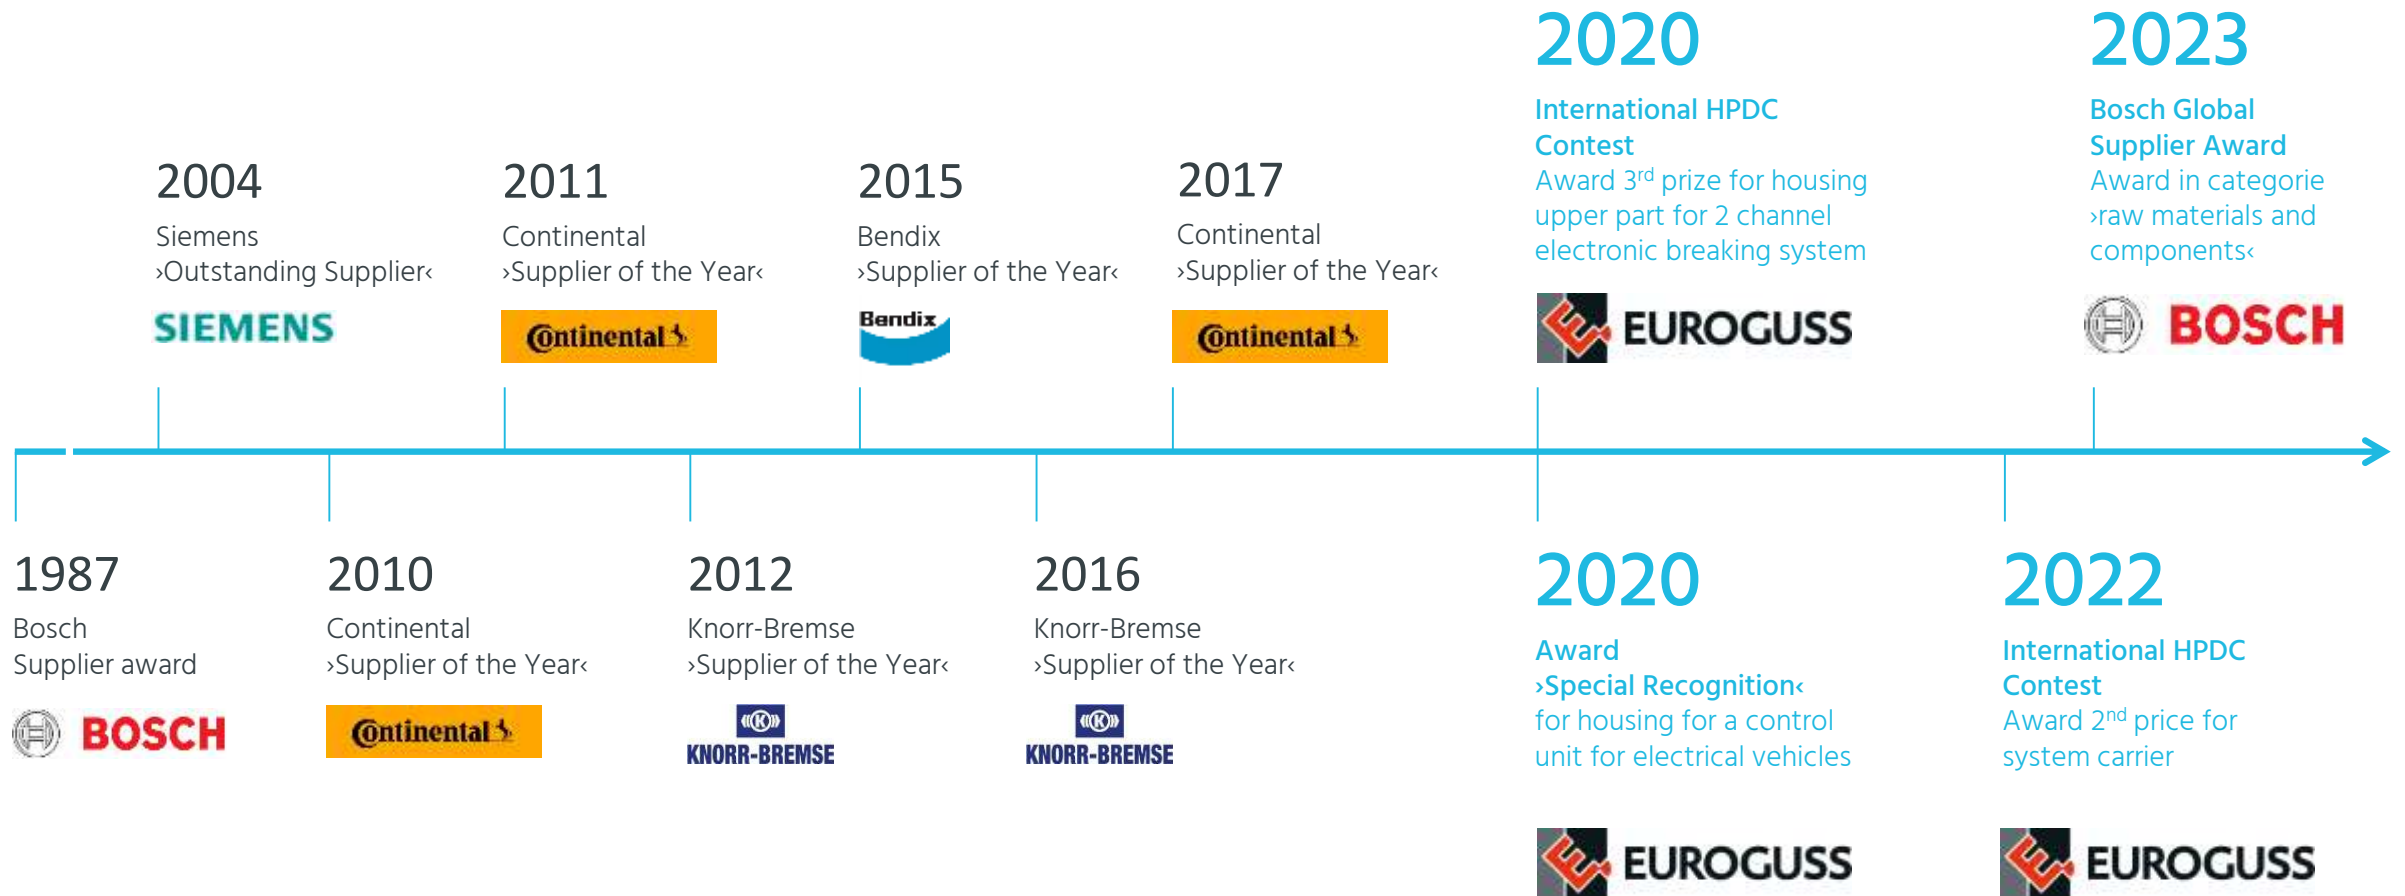 2004
Siemens
›Outstanding Supplier‹
SIEMENS
2011
Continental
›Supplier of the Year‹
Continental
2015
Bendix
›Supplier of the Year‹
Bendix
2017
Continental
›Supplier of the Year‹
Continental
2020
International HPDC
Contest
Award 3rd prize for housing
upper part for 2 channel
electronic breaking system
EUROGUSS
2023
Bosch Global
Supplier Award
Award in categorie
›raw materials and
components‹
BOSCH
1987
Bosch
Supplier award
BOSCH
2010
Continental
›Supplier of the Year‹
Continental
2012
Knorr-Bremse
›Supplier of the Year‹
K
KNORR-BREMSE
2016
Knorr-Bremse
›Supplier of the Year‹
K
KNORR-BREMSE
2020
Award
›Special Recognition‹
for housing for a control
unit for electrical vehicles
EUROGUSS
2022
International HPDC
Contest
Award 2nd price for
system carrier
EUROGUSS